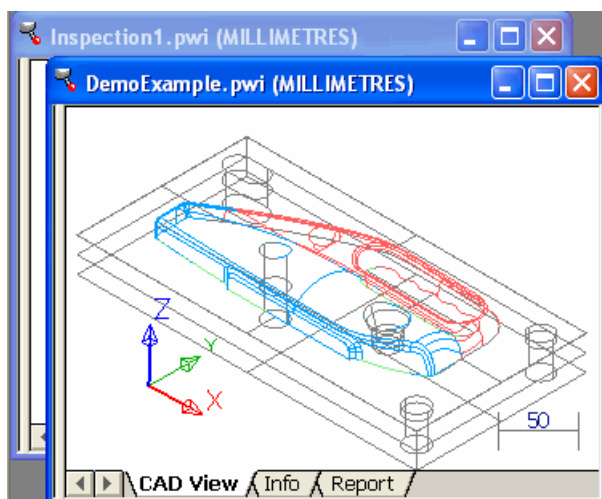 Inspection1.pwi (MILLIMETRES)
DemoExample.pwi (MILLIMETRES)
Z
Y
X
50
CAD View Info Report